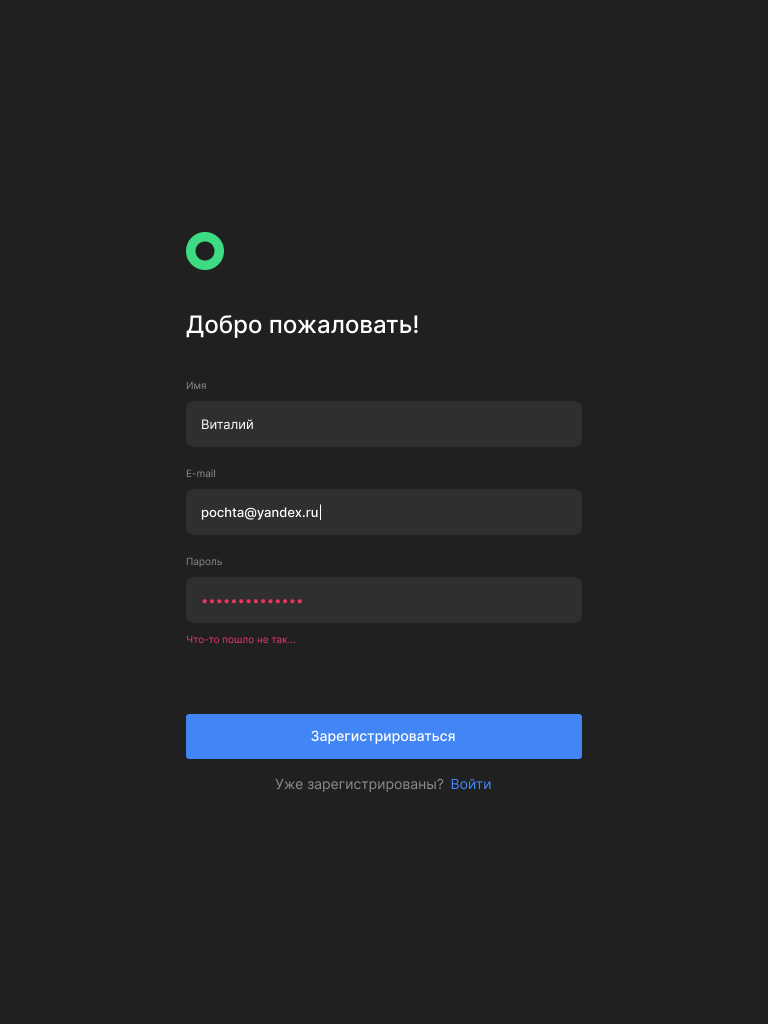 Добро пожаловать!
Имя
Виталий
E-mail
pochta@yandex.ru
Пароль
••••••••••••••
Что-то пошло не так...
Зарегистрироваться
Уже зарегистрированы? Войти